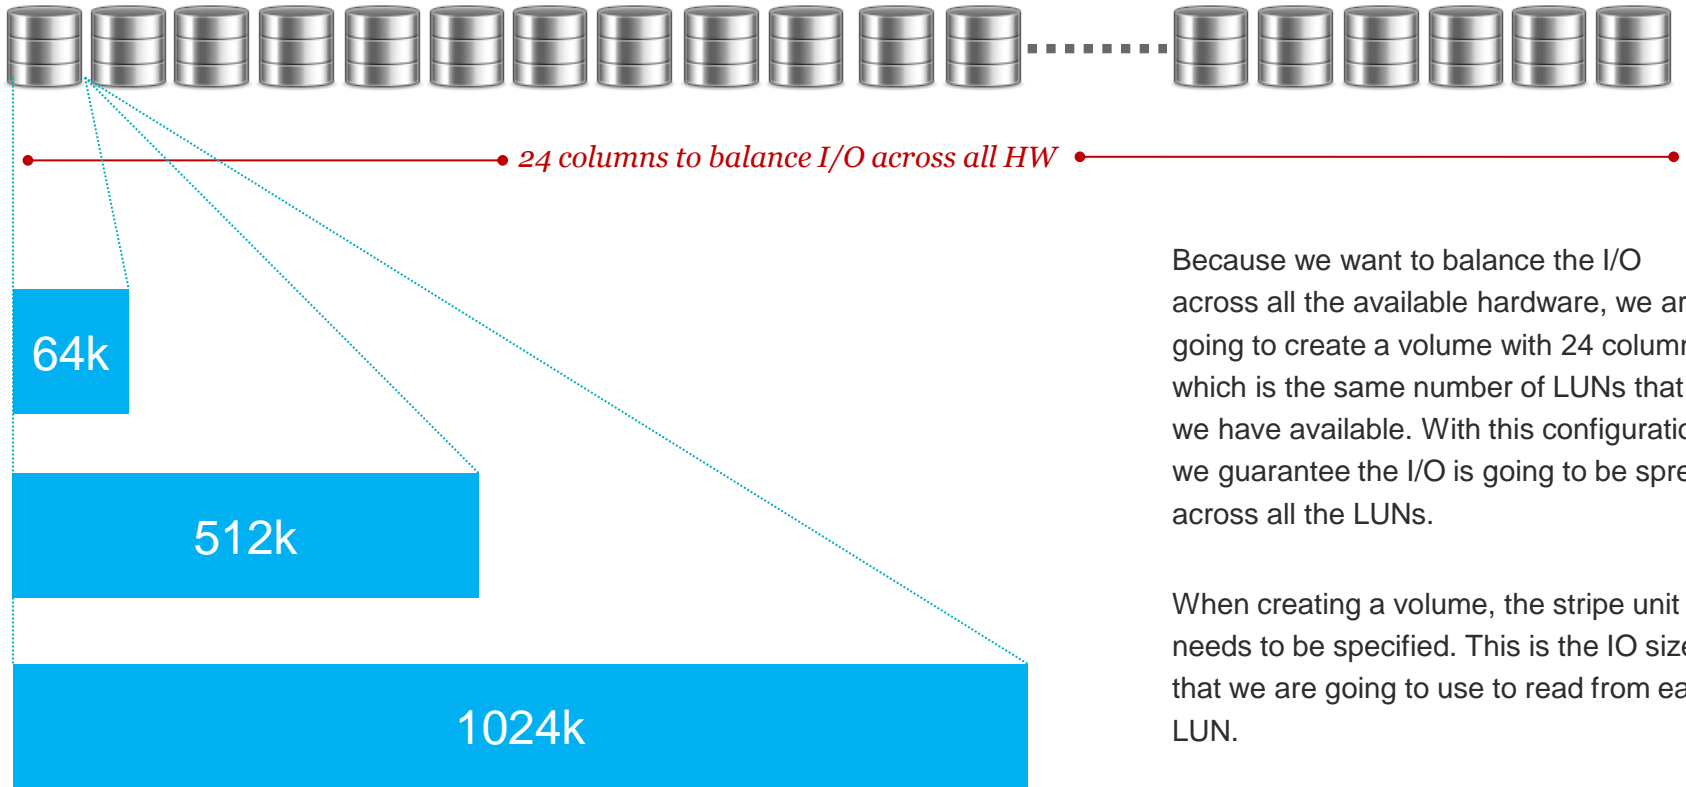 24 columns to balance I/O across all HW
64k
512k
1024k
Because we want to balance the I/O
across all the available hardware, we
going to create a volume with 24
which is the same number of LUNs that
we have available. With this
we guarantee the I/O is going to be
across all the LUNs.
When creating a volume, the stripe unit
needs to be specified. This is the IO
that we are going to use to read from
LUN.